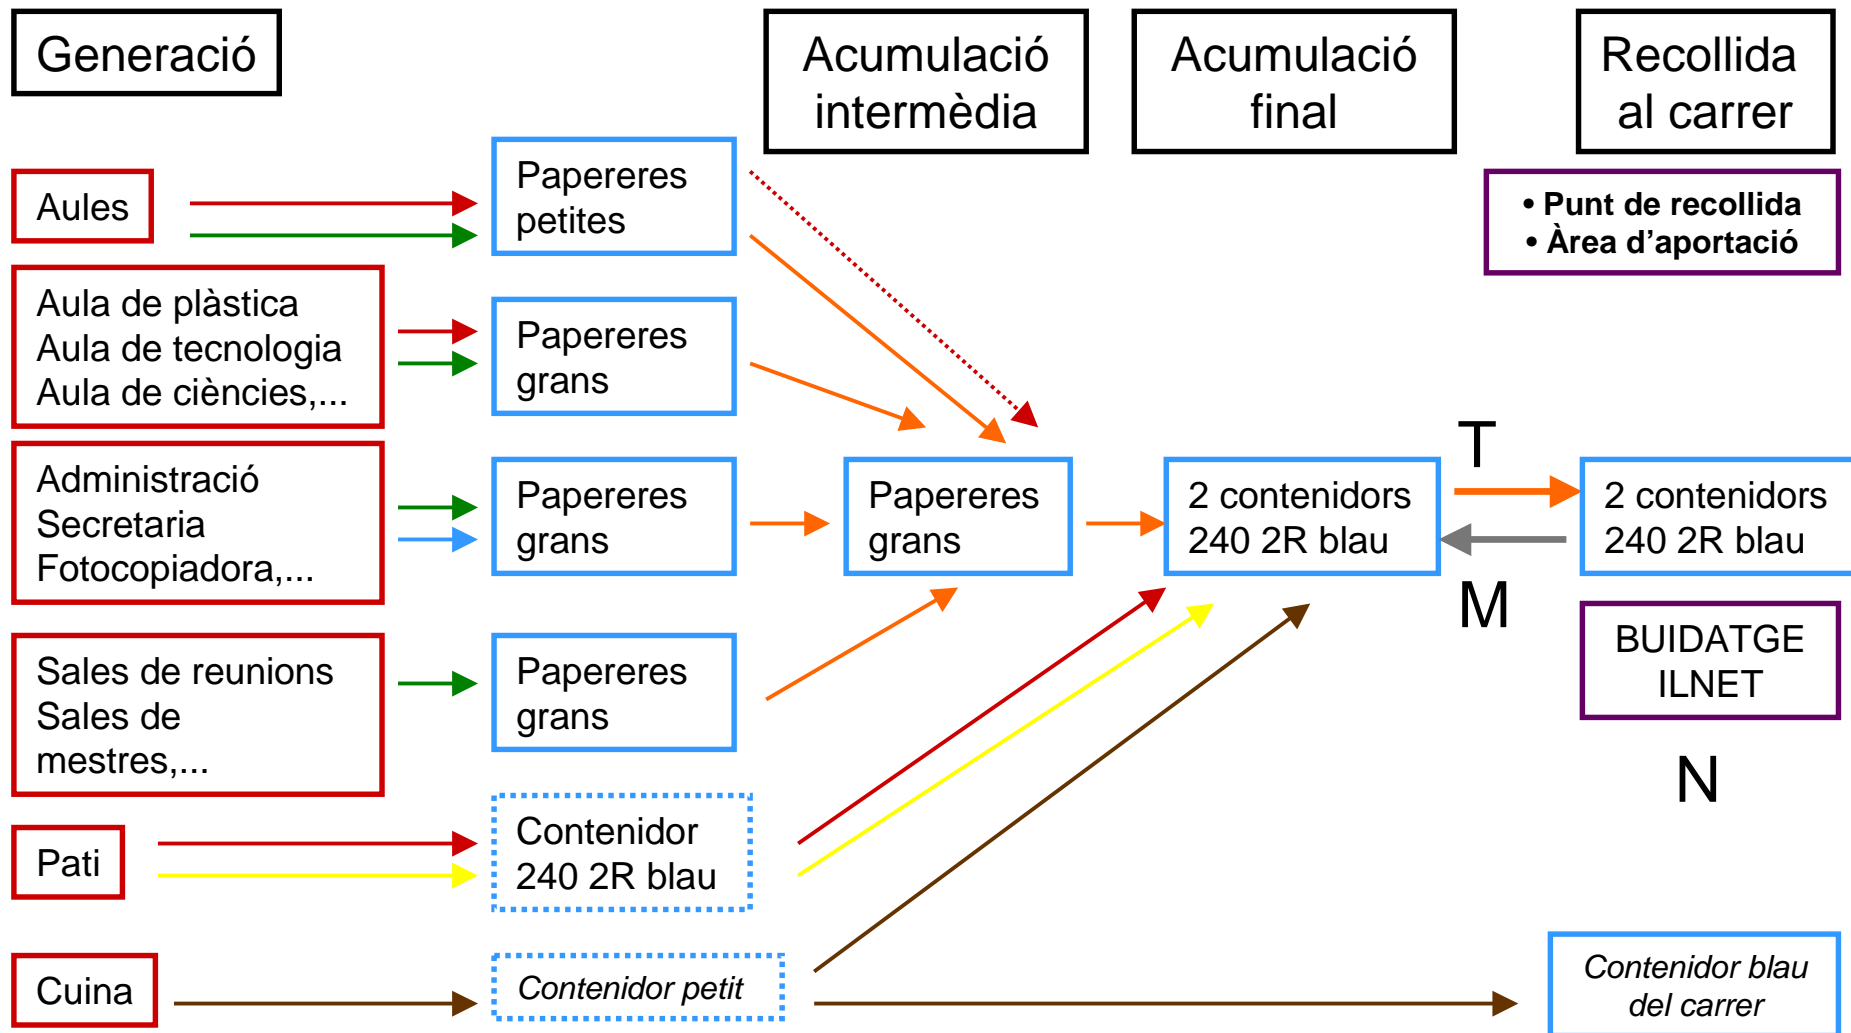 Generació
Acumulació
intermèdia
Acumulació
final
Recollida
al carrer
Aules
Papereres
petites
• Punt de recollida
• Àrea d’aportació
Aula de plàstica
Aula de tecnologia
Aula de ciències,...
Papereres
grans
Administració
Secretaria
Fotocopiadora,...
Papereres
grans
Papereres
grans
2 contenidors
240 2R blau
T
M
2 contenidors
240 2R blau
Sales de reunions
Sales de
mestres,...
Papereres
grans
BUIDATGE
ILNET
N
Pati
Contenidor
240 2R blau
Cuina
Contenidor petit
Contenidor blau
del carrer